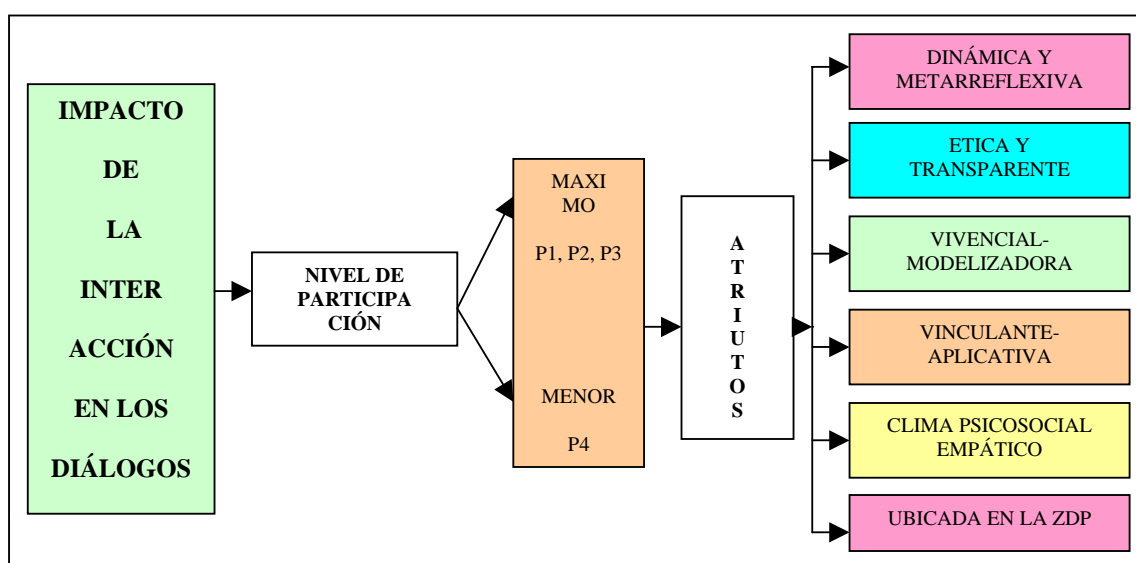 IMPACTO
DE
LA
INTER
ACCIÓN
EN LOS
DIÁLOGOS
NIVEL DE
PARTICIPA
CIÓN
MAXI
MO
P1, P2, P3
MENOR
P4
A
T
R
I
U
T
O
S
DINÁMICA Y
METARREFLEXIVA
ETICA Y
TRANSPARENTE
VIVENCIAL-
MODELIZADORA
VINCULANTE-
APLICATIVA
CLIMA PSICOSOCIAL
EMPÁTICO
UBICADA EN LA ZDP